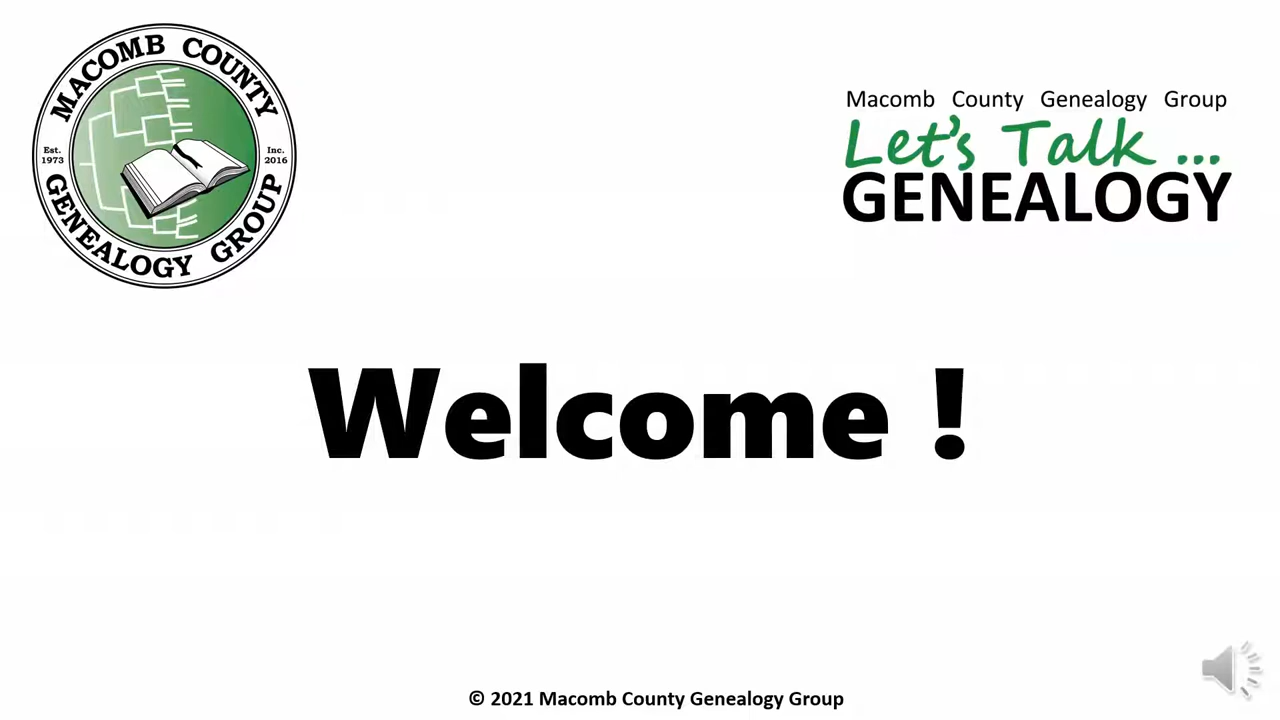 MACOMB COUNTY
Est. 1973
Inc. 2016
GENEALOGY GROUP
Macomb County Genealogy Group
Let's Talk ...
GENEALOGY
Welcome !
© 2021 Macomb County Genealogy Group